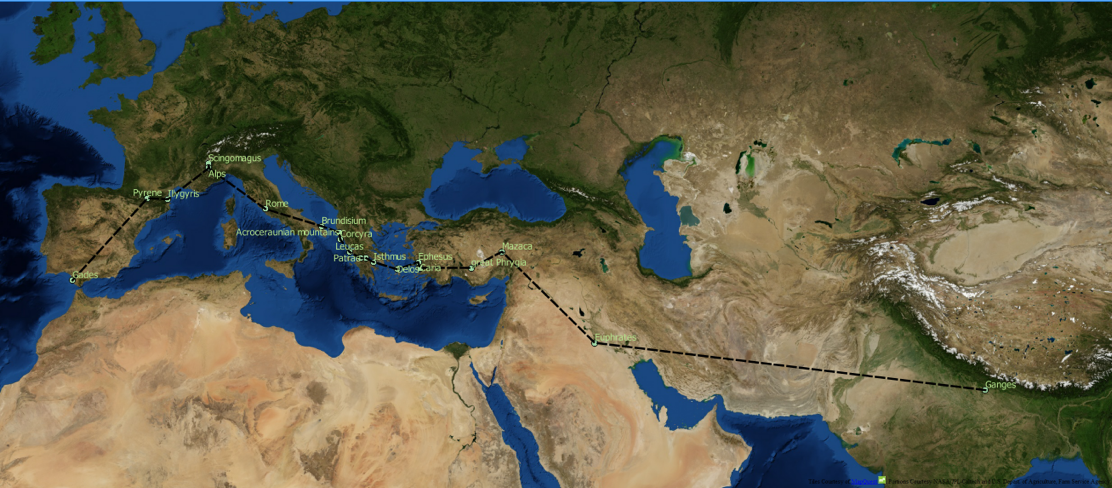 Scingomagus
Alps
Pyrene
Illygyris
Rome
Brundisium
Acroceraunian mountains
Corcyra
Leucas
Patrae
Isthmus
Ephesus
Delos
Caria
great Phrygia
Mazaca
Gades
Euphrates
Ganges